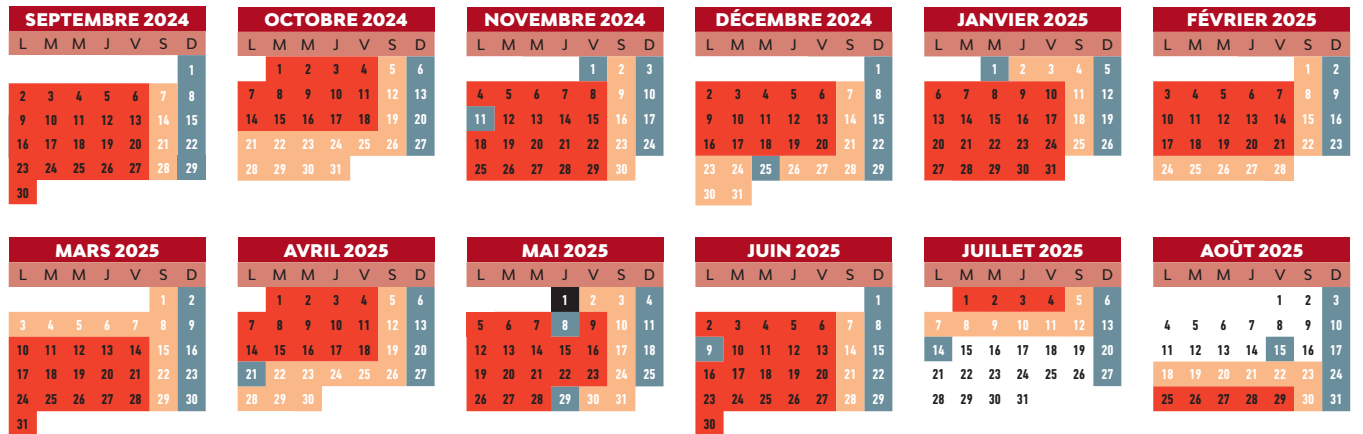 SEPTEMBRE 2024
L M M J V S D
1
2 3 4 5 6 7 8
9 10 11 12 13 14 15
16 17 18 19 20 21 22
23 24 25 26 27 28 29
30
OCTOBRE 2024
L M M J V S D
1 2 3 4 5 6
7 8 9 10 11 12 13
14 15 16 17 18 19 20
21 22 23 24 25 26 27
28 29 30 31
NOVEMBRE 2024
L M M J V S D
1 2 3
4 5 6 7 8 9 10
11 12 13 14 15 16 17
18 19 20 21 22 23 24
25 26 27 28 29 30
DÉCEMBRE 2024
L M M J V S D
1
2 3 4 5 6 7 8
9 10 11 12 13 14 15
16 17 18 19 20 21 22
23 24 25 26 27 28 29
30 31
JANVIER 2025
L M M J V S D
1 2 3 4 5
6 7 8 9 10 11 12
13 14 15 16 17 18 19
20 21 22 23 24 25 26
27 28 29 30 31
FÉVRIER 2025
L M M J V S D
1 2
3 4 5 6 7 8 9
10 11 12 13 14 15 16
17 18 19 20 21 22 23
24 25 26 27 28
MARS 2025
L M M J V S D
1 2
3 4 5 6 7 8 9
10 11 12 13 14 15 16
17 18 19 20 21 22 23
24 25 26 27 28 29 30
31
AVRIL 2025
L M M J V S D
1 2 3 4 5 6
7 8 9 10 11 12 13
14 15 16 17 18 19 20
21 22 23 24 25 26 27
28 29 30
MAI 2025
L M M J V S D
1 2 3 4
5 6 7 8 9 10 11
12 13 14 15 16 17 18
19 20 21 22 23 24 25
26 27 28 29 30 31
JUIN 2025
L M M J V S D
1
2 3 4 5 6 7 8
9 10 11 12 13 14 15
16 17 18 19 20 21 22
23 24 25 26 27 28 29
30
JUILLET 2025
L M M J V S D
1 2 3 4 5 6
7 8 9 10 11 12 13
14 15 16 17 18 19 20
21 22 23 24 25 26 27
28 29 30 31
AOÛT 2025
L M M J V S D
1 2 3
4 5 6 7 8 9 10
11 12 13 14 15 16 17
18 19 20 21 22 23 24
25 26 27 28 29 30 31